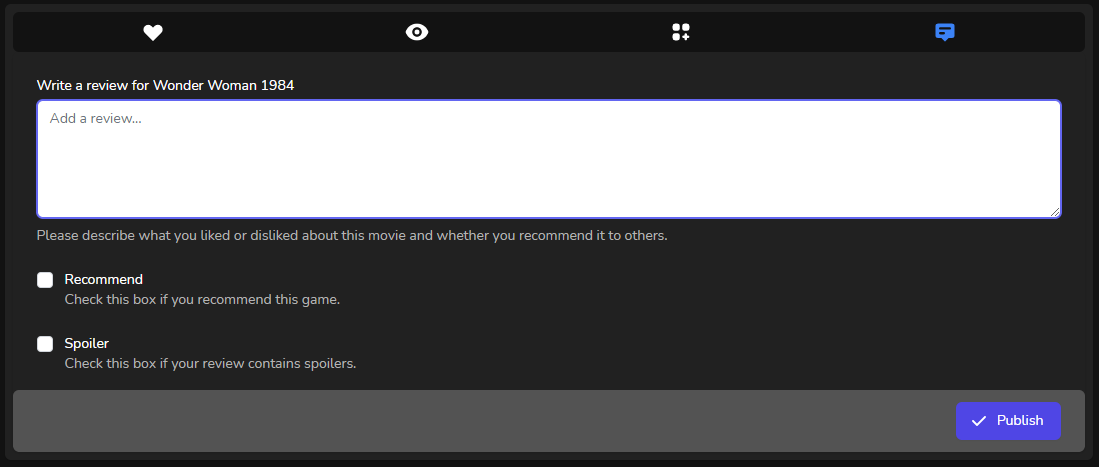 Write a review for Wonder Woman 1984
Add a review...
Please describe what you liked or disliked about this movie and whether you recommend it to others.
Recommend
Check this box if you recommend this game.
Spoiler
Check this box if your review contains spoilers.
Publish